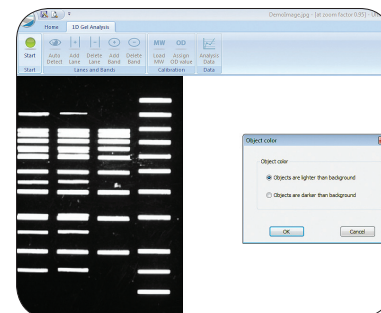 DemoImage.jpg - [at zoom factor 0.95] - Un
Home 1D Gel Analysis
Start Auto Detect Add Lane Delete Lane Add Band Delete Band Load MW Assign OD value Analysis Data
MW OD
Start Lanes and Bands Calibration Data
Object color
Object color
Objects are lighter than background
Objects are darker than background
OK Cancel